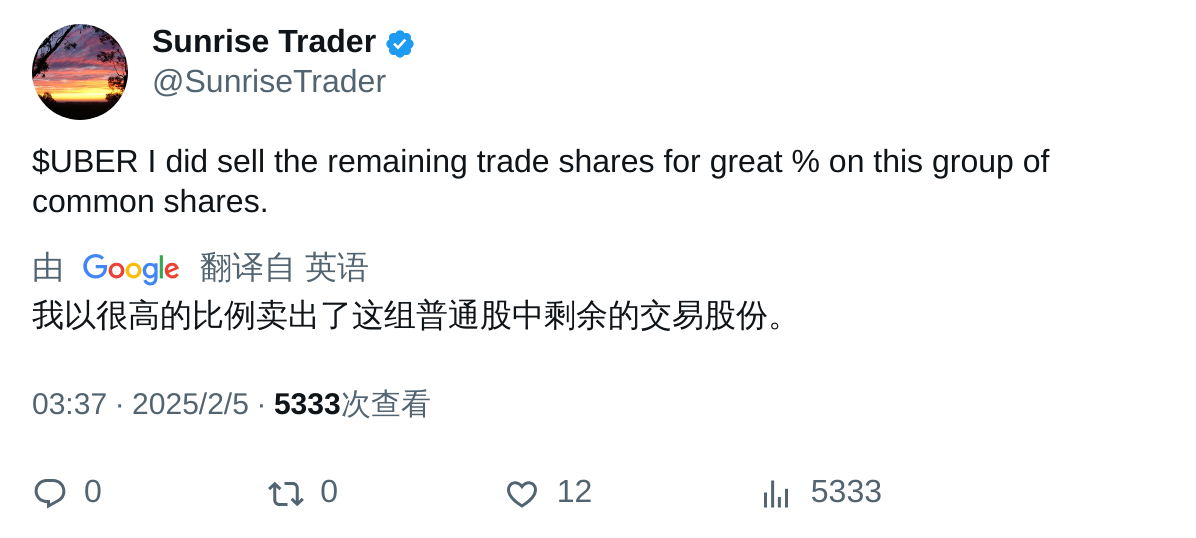 Sunrise Trader
@SunriseTrader
$UBER I did sell the remaining trade shares for great % on this group of
common shares.
由 Google 翻译自 英语
我以很高的比例卖出了这组普通股中剩余的交易股份。
03:37 · 2025/2/5 · 5333次查看
0 0 12 5333